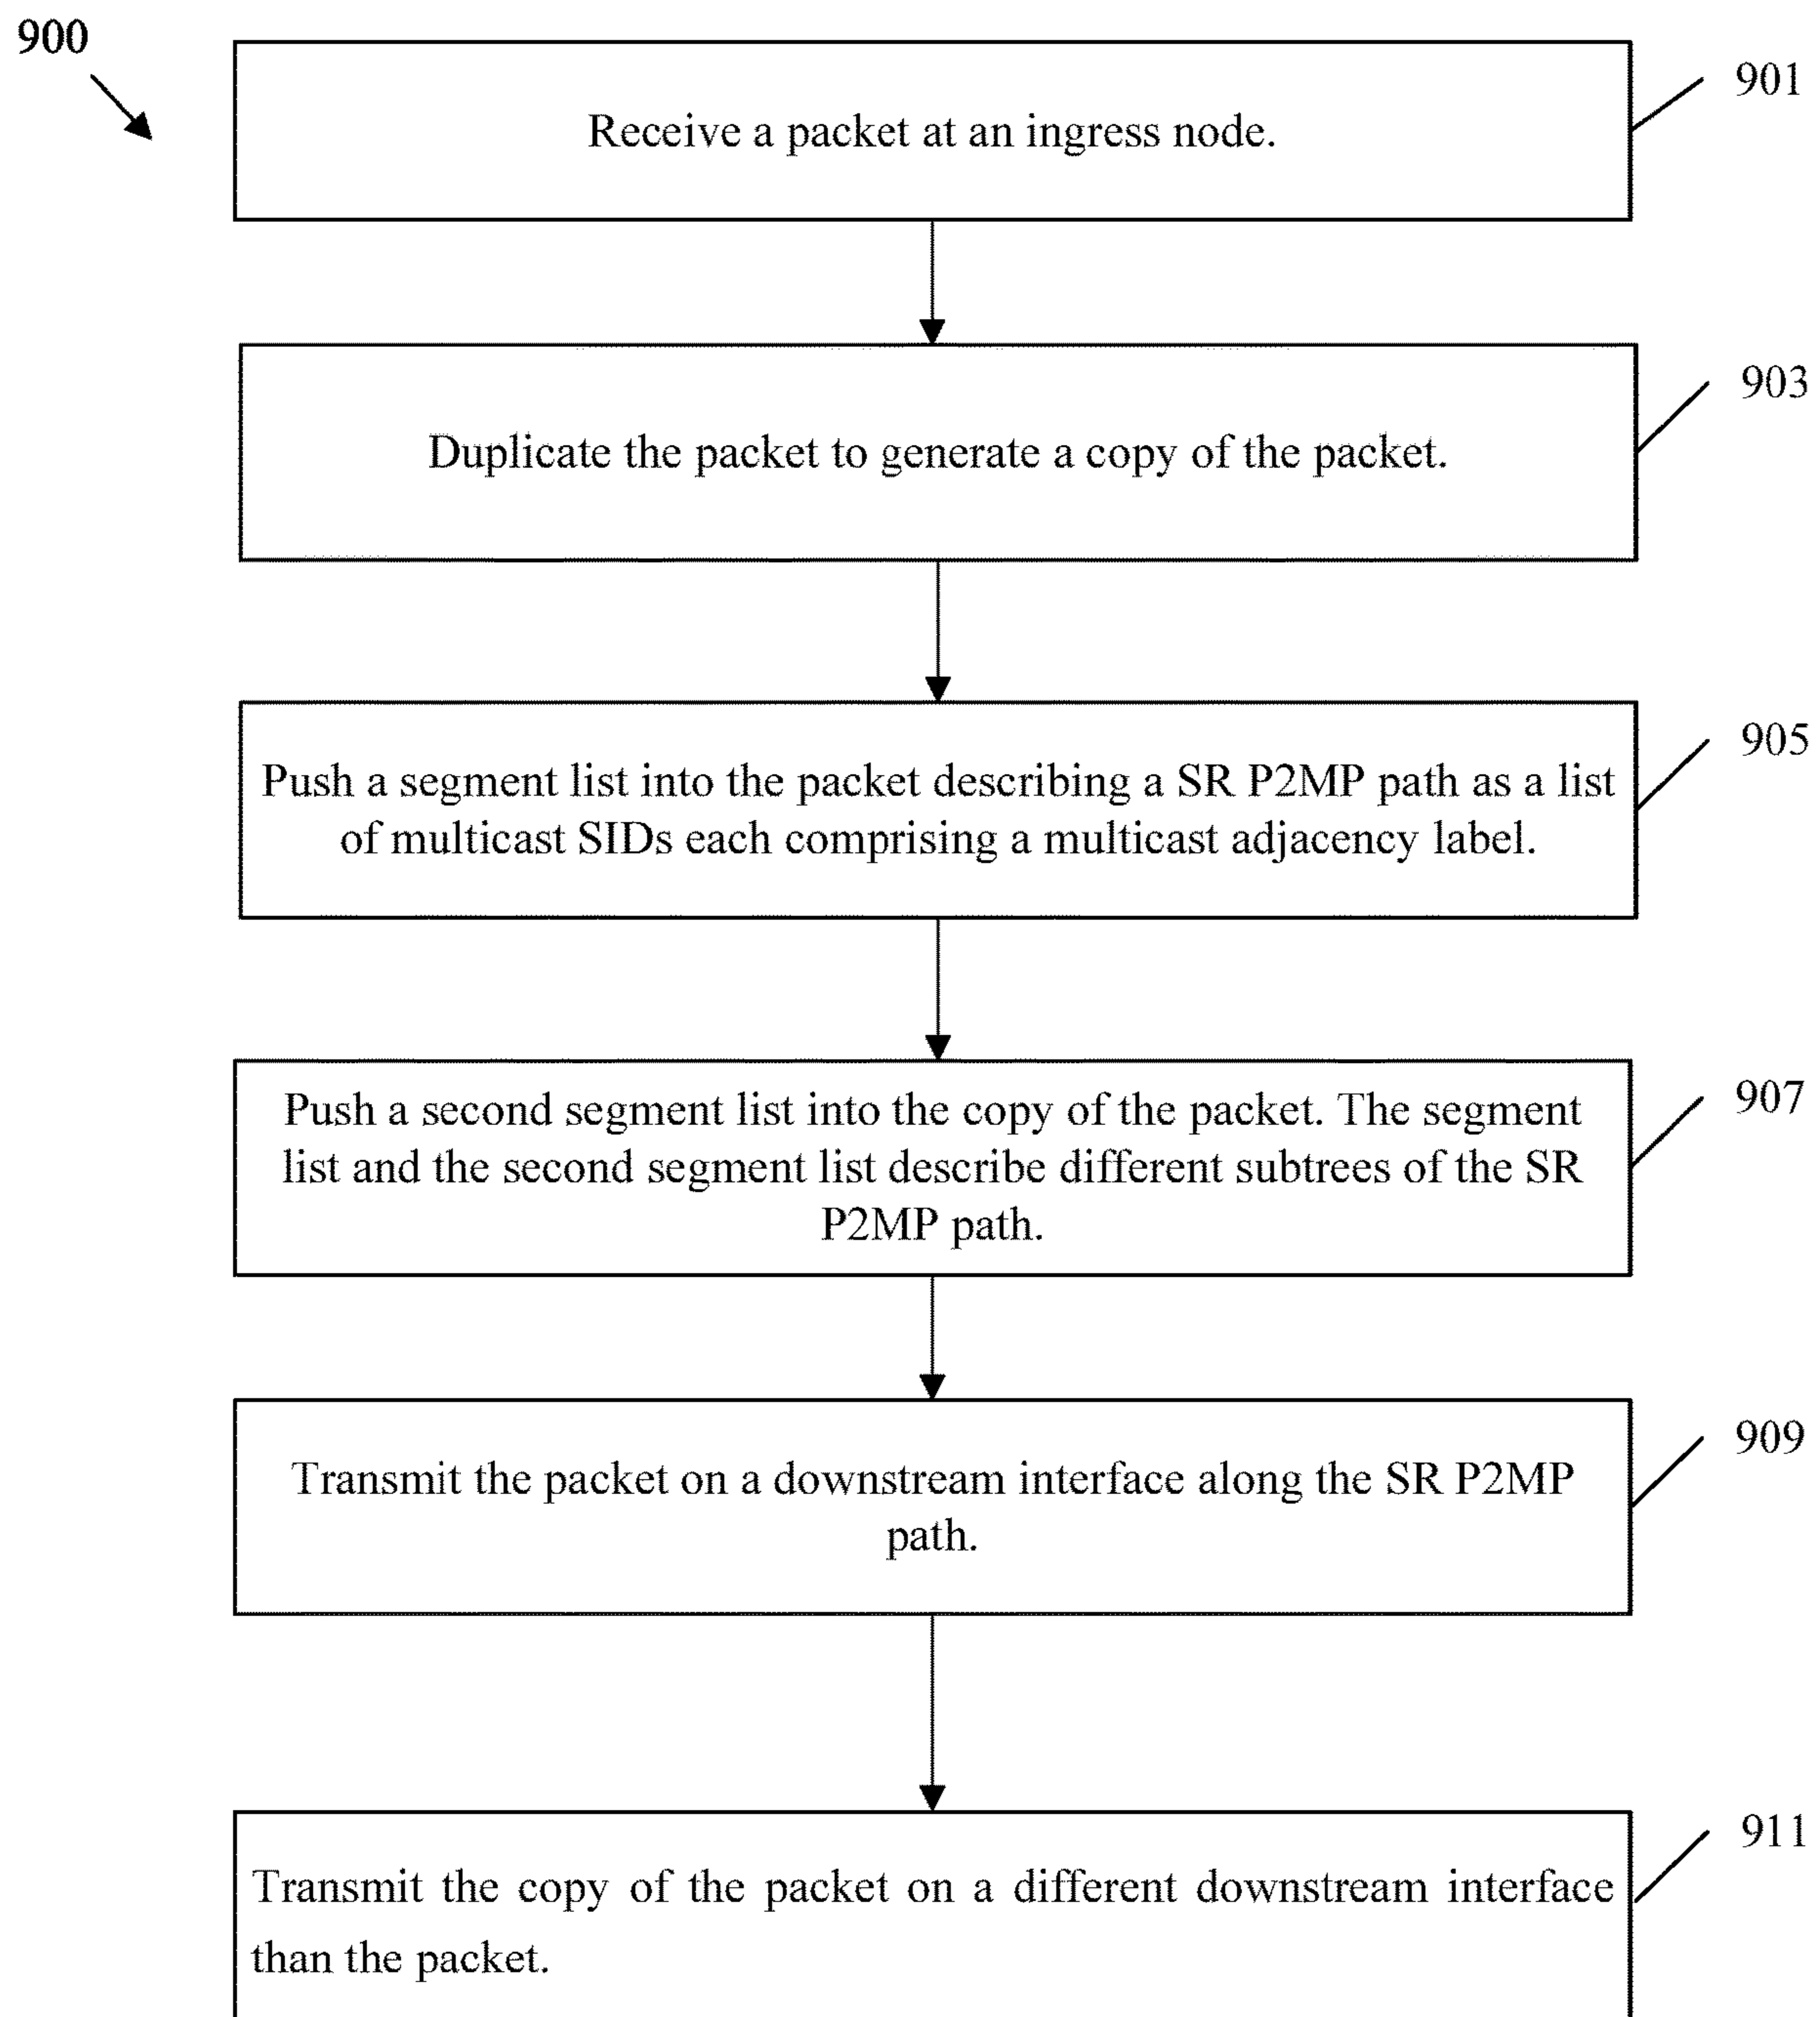 900
901
Receive a packet at an ingress node.
903
Duplicate the packet to generate a copy of the packet.
905
Push a segment list into the packet describing a SR P2MP path as a list
of multicast SIDs each comprising a multicast adjacency label.
907
Push a second segment list into the copy of the packet. The segment
list and the second segment list describe different subtrees of the SR
P2MP path.
909
Transmit the packet on a downstream interface along the SR P2MP
path.
911
Transmit the copy of the packet on a different downstream interface
than the packet.